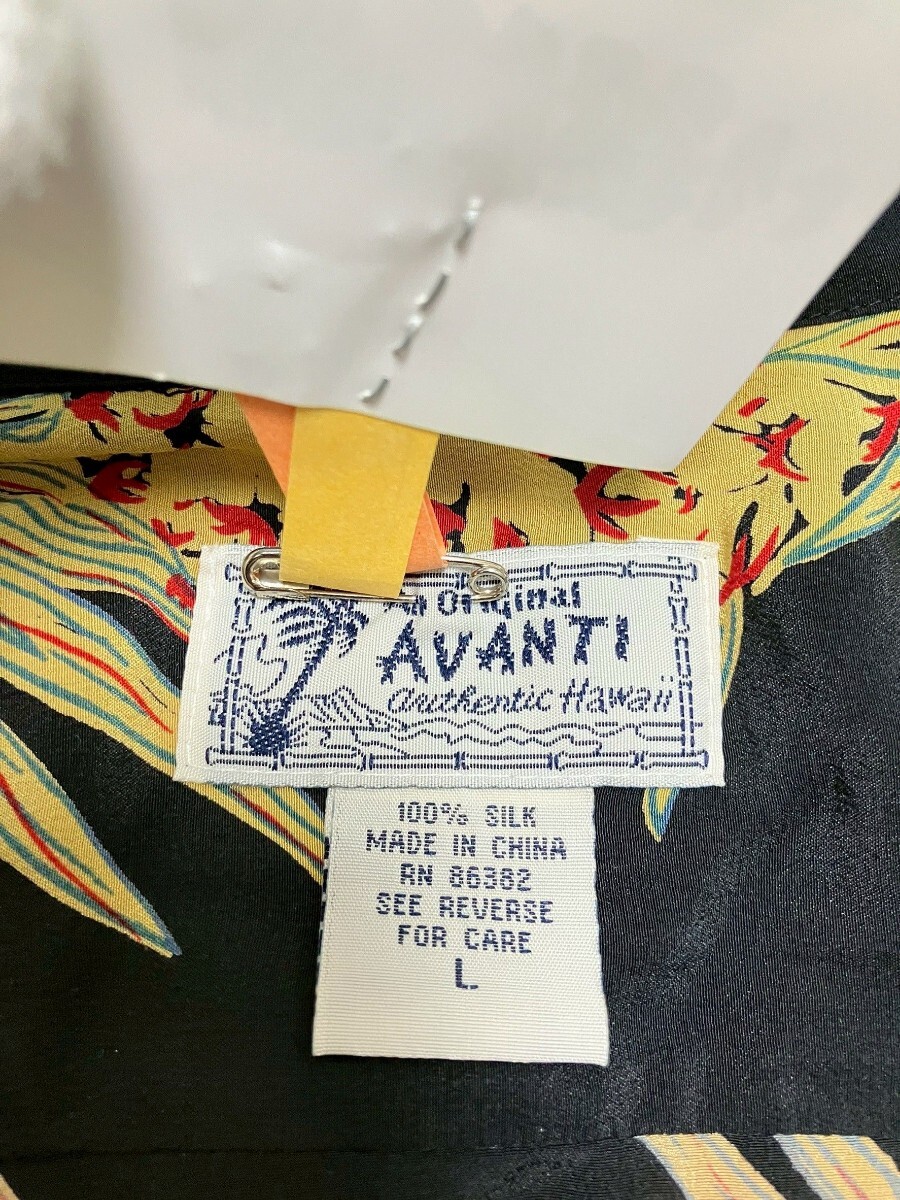 An Original
AVANTI
authentic Hawaii
100% SILK
MADE IN CHINA
RN 86382
SEE REVERSE
FOR CARE
L